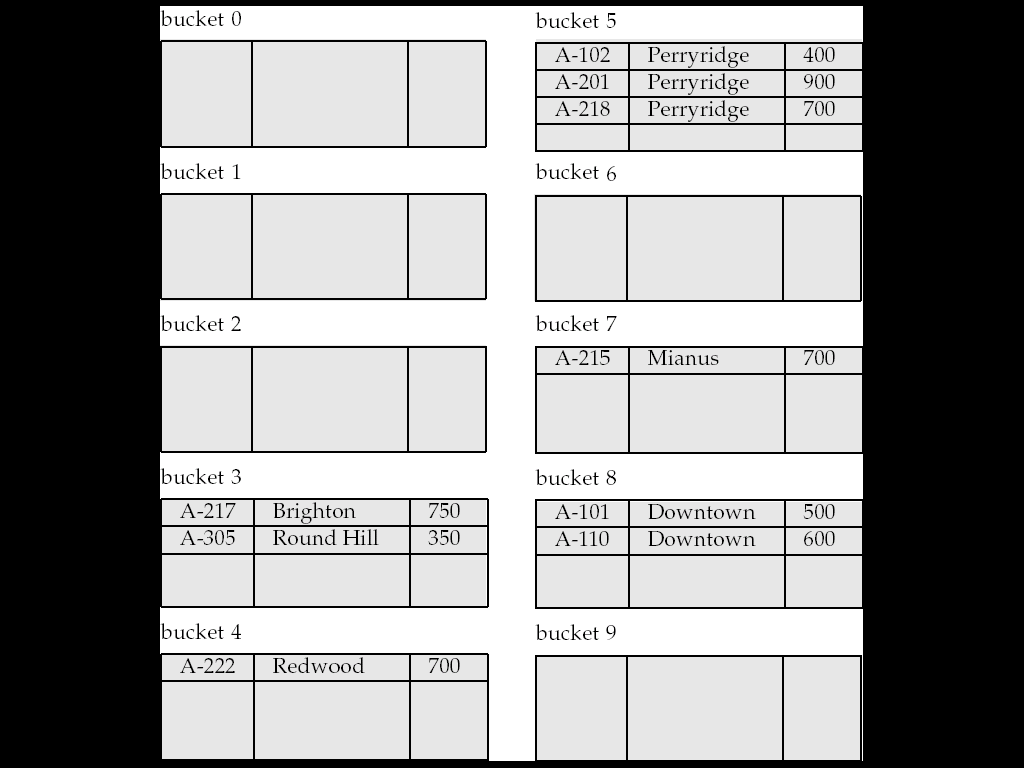 bucket 0
bucket 1
bucket 2
bucket 3
A-217 Brighton 750
A-305 Round Hill 350
bucket 4
A-222 Redwood 700
bucket 5
A-102 Perryridge 400
A-201 Perryridge 900
A-218 Perryridge 700
bucket 6
bucket 7
A-215 Mianus 700
bucket 8
A-101 Downtown 500
A-110 Downtown 600
bucket 9